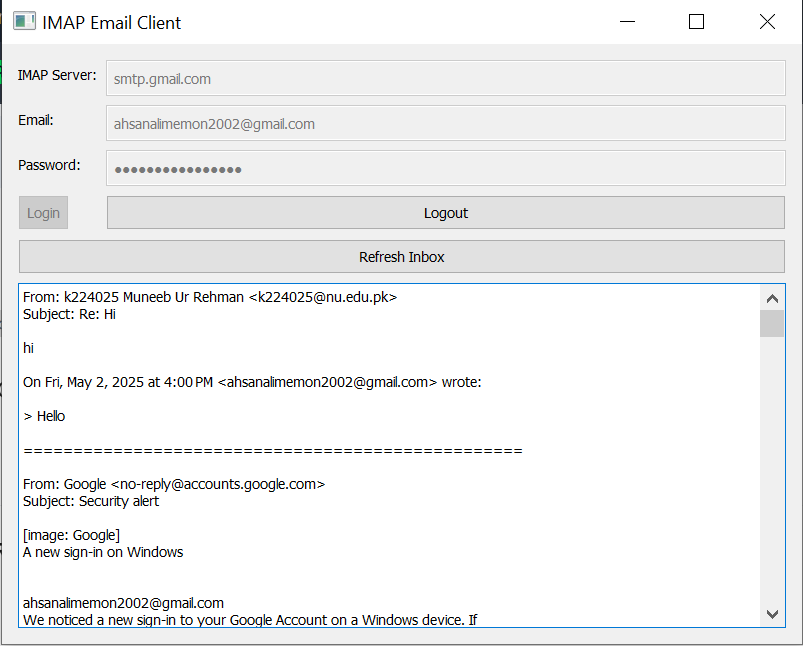 IMAP Email Client
IMAP Server: smtp.gmail.com
Email: ahsanalimemon2002@gmail.com
Password: ●●●●●●●●●●●●●●●●
Login Logout
Refresh Inbox
From: k224025 Muneeb Ur Rehman <k224025@nu.edu.pk>
Subject: Re: Hi
hi
On Fri, May 2, 2025 at 4:00 PM <ahsanalimemon2002@gmail.com> wrote:
> Hello
==================================================
From: Google <no-reply@accounts.google.com>
Subject: Security alert
[image: Google]
A new sign-in on Windows
ahsanalimemon2002@gmail.com
We noticed a new sign-in to your Google Account on a Windows device. If